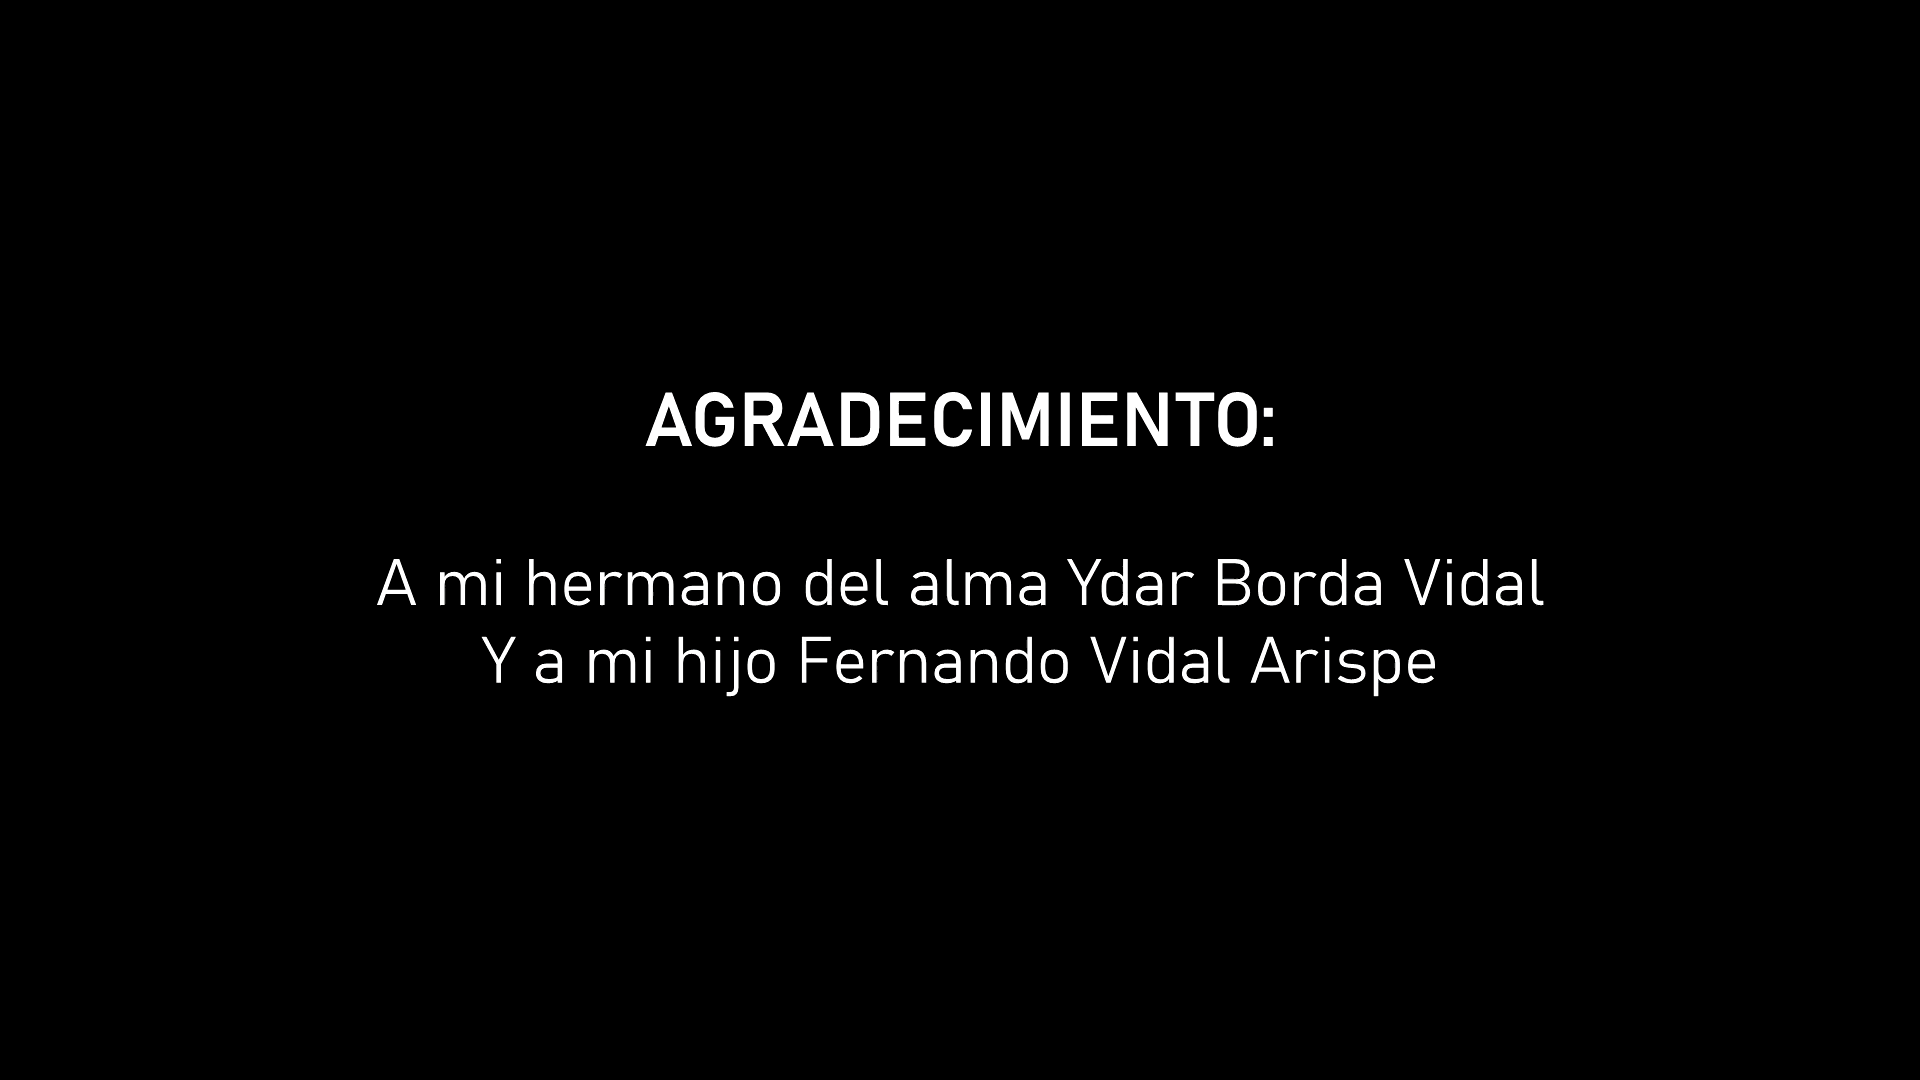 AGRADECIMIENTO:
A mi hermano del alma Ydar Borda Vidal
Y a mi hijo Fernando Vidal Arispe